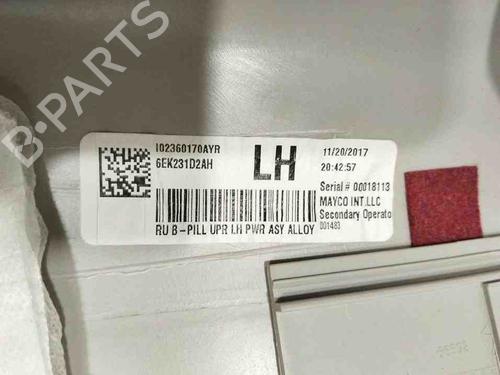 B-PARTS
I02360170AYR
6EK231D2AH
LH
11/20/2017
20:42:57
Serial # 00018113
MAYCO INT.LLC
Secondary Operato
001483
RU B-PILL UPR LH PWR ASY ALLOY